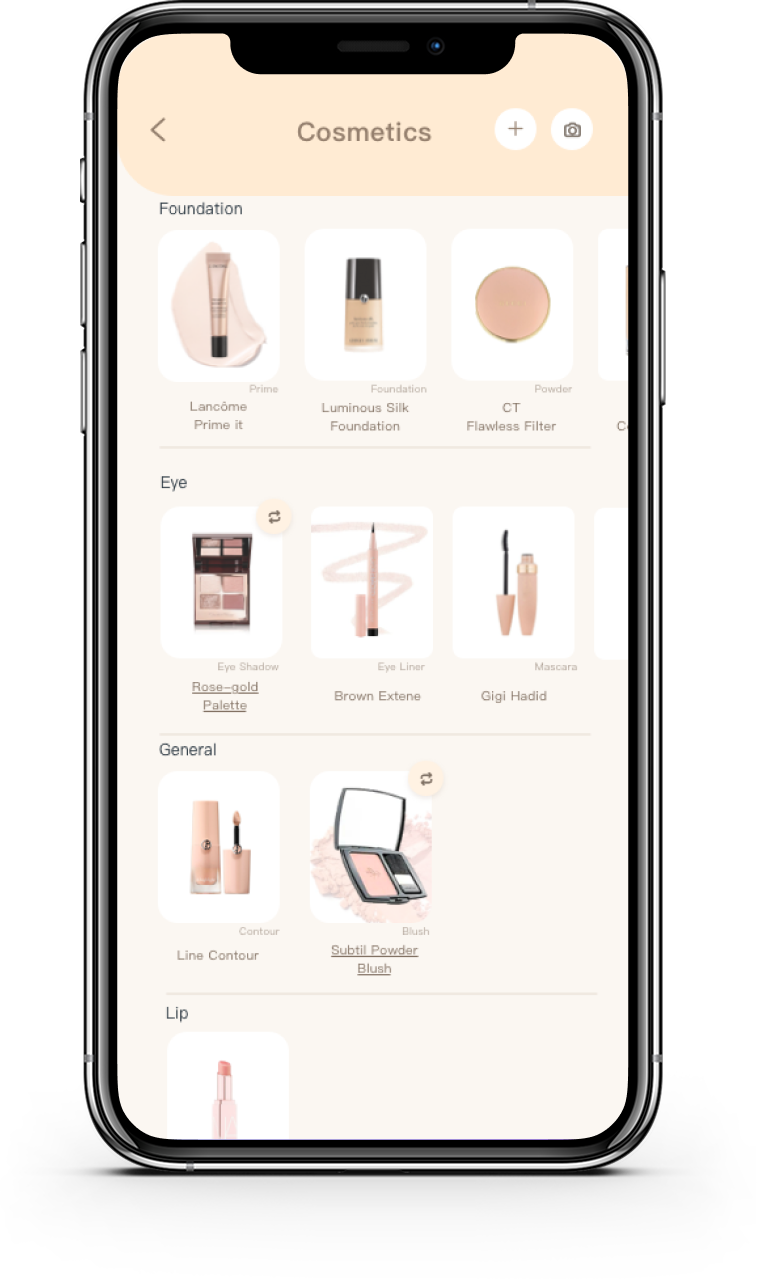 Cosmetics
Foundation
Prime
Foundation
Powder
Lancôme
Prime it
Luminous Silk
Foundation
CT
Flawless Filter
Eye
Eye Shadow
Eye Liner
Mascara
Rose-gold
Palette
Brown Extene
Gigi Hadid
General
Contour
Blush
Line Contour
Subtil Powder
Blush
Lip